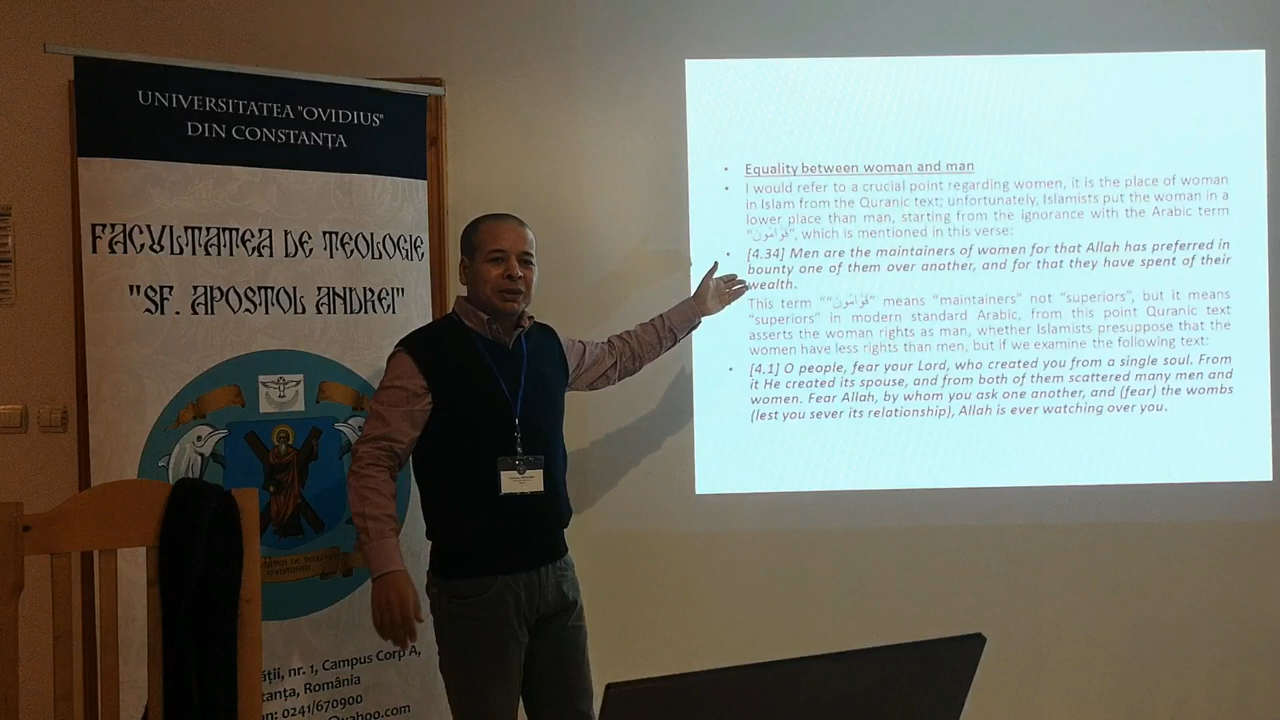 UNIVERSITATEA "OVIDIUS"
DIN CONSTANȚA
FACULTATEA DE TEOLOGIE
"SF. APOSTOL ANDREI"
nr. 1, Campus Corp A,
România
0241/670900
@yahoo.com
• Equality between woman and man
• I would refer to a crucial point regarding women, it is the place of woman
in Islam from the Quranic text; unfortunately, Islamists put the woman in a
lower place than man, starting from the ignorance with the Arabic term
"قوّامون", which is mentioned in this verse:
• [4.34] Men are the maintainers of women for that Allah has preferred in
bounty one of them over another, and for that they have spent of their
wealth.
This term ""قوّامون" means "maintainers" not "superiors", but it means
"superiors" in modern standard Arabic, from this point Quranic text
asserts the woman rights as man, whether Islamists presuppose that the
women have less rights than men, but if we examine the following text:
• [4.1] O people, fear your Lord, who created you from a single soul. From
it He created its spouse, and from both of them scattered many men and
women. Fear Allah, by whom you ask one another, and (fear) the wombs
(lest you sever its relationship), Allah is ever watching over you.